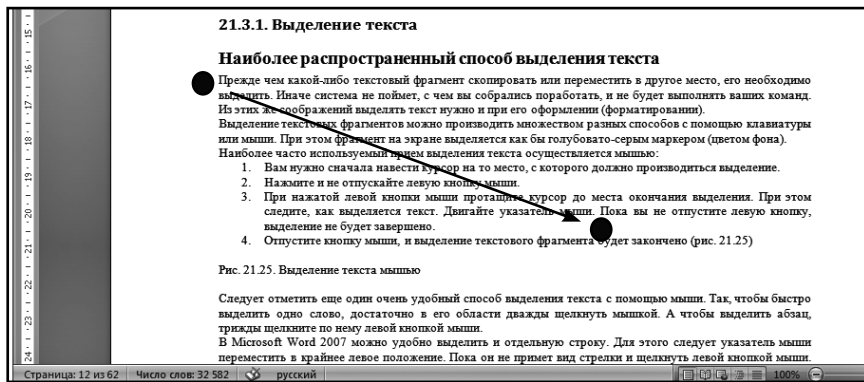 21.3.1. Выделение текста
Наиболее распространенный способ выделения текста
Прежде чем какой-либо текстовый фрагмент скопировать или переместить в другое место, его необходимо
выделить. Иначе система не поймет, с чем вы собрались поработать, и не будет выполнять ваших команд.
Из этих же соображений выделять текст нужно и при его оформлении (форматировании).
Выделение текстовых фрагментов можно производить множеством разных способов с помощью клавиатуры
или мыши. При этом фрагмент на экране выделяется как бы голубовато-серым маркером (цветом фона).
Наиболее часто используемый прием выделения текста осуществляется мышью:
1. Вам нужно сначала навести курсор на то место, с которого должно производиться выделение.
2. Нажмите и не отпускайте левую кнопку мыши.
3. При нажатой левой кнопки мыши протащите курсор до места окончания выделения. При этом
следите, как выделяется текст. Двигайте указатель мыши. Пока вы не отпустите левую кнопку,
выделение не будет завершено.
4. Отпустите кнопку мыши, и выделение текстового фрагмента будет закончено (рис. 21.25)
Рис. 21.25. Выделение текста мышью
Следует отметить еще один очень удобный способ выделения текста с помощью мыши. Так, чтобы быстро
выделить одно слово, достаточно в его области дважды щелкнуть мышкой. А чтобы выделить абзац,
трижды щелкните по нему левой кнопкой мыши.
В Microsoft Word 2007 можно удобно выделить и отдельную строку. Для этого следует указатель мыши
переместить в крайнее левое положение. Пока он не примет вид стрелки и щелкнуть левой кнопкой мыши.
Страница: 12 из 62 Число слов: 32 582 русский 100%
15
16
17
18
19
20
21
22
23
24